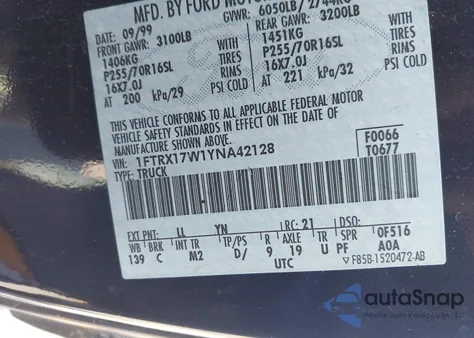 MFD. BY FORD MOTOR
DATE: 09/99 GVWR: 6050LB/ 2744KG
FRONT GAWR: 3100LB REAR GAWR: 3200LB
1406KG WITH 1451KG WITH
P255/70R16SL TIRES P255/70R16SL TIRES
16X7.0J RIMS 16X7.0J RIMS
AT 200 kPa/29 PSI COLD AT 221 kPa/32 PSI COLD
THIS VEHICLE CONFORMS TO ALL APPLICABLE FEDERAL MOTOR
VEHICLE SAFETY STANDARDS IN EFFECT ON THE DATE OF
MANUFACTURE SHOWN ABOVE.
VIN: 1FTRX17W1YNA42128 F0066
TYPE: TRUCK T0677
EXT PNT: LL YN RC: 21 DSO:
WB BRK INT TR TP/PS R AXLE TR SPR 0F516
139 C M2 D/ 9 19 U PF A0A
UTC F85B-1520472-AB
autoSnap